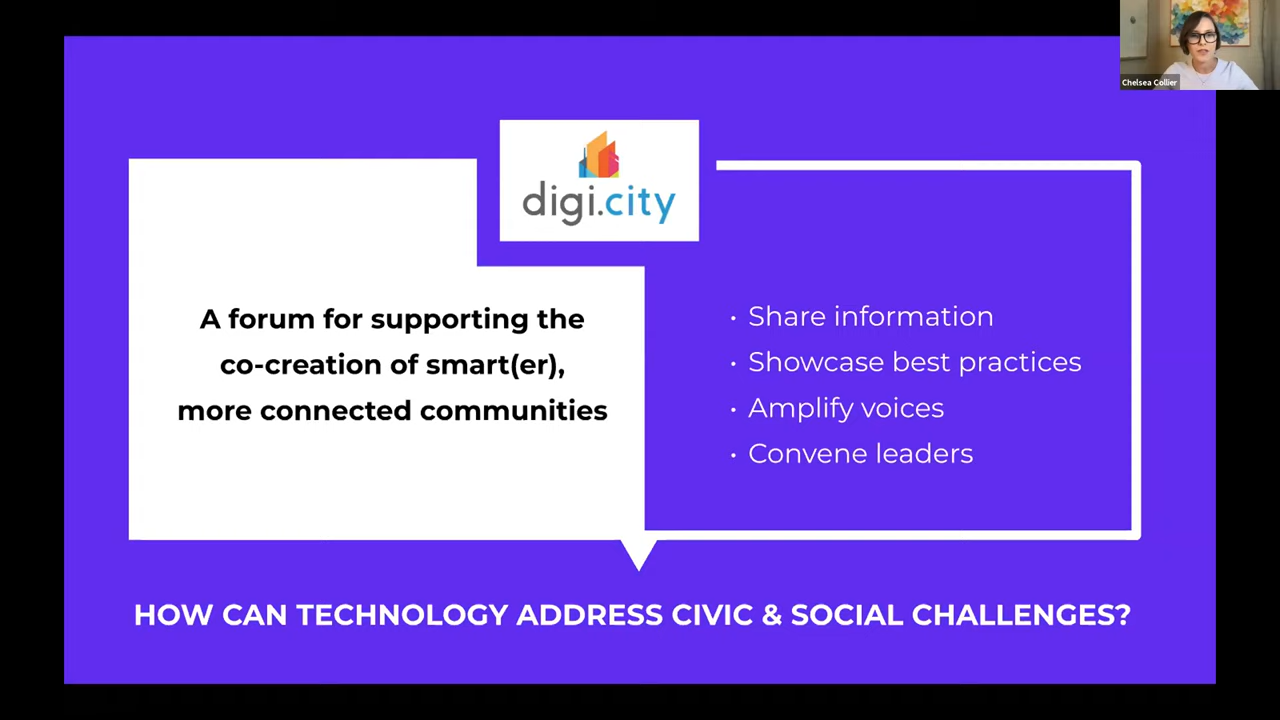 Chelsea Collier
digi.city
A forum for supporting the
co-creation of smart(er),
more connected communities
• Share information
• Showcase best practices
• Amplify voices
• Convene leaders
HOW CAN TECHNOLOGY ADDRESS CIVIC & SOCIAL CHALLENGES?